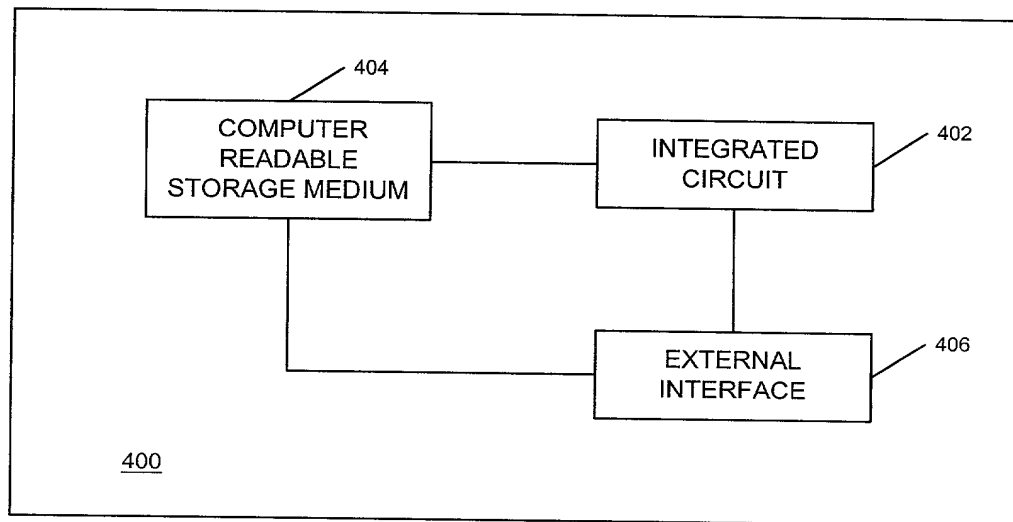 404
COMPUTER
READABLE
STORAGE MEDIUM
INTEGRATED
CIRCUIT
402
EXTERNAL
INTERFACE
406
400